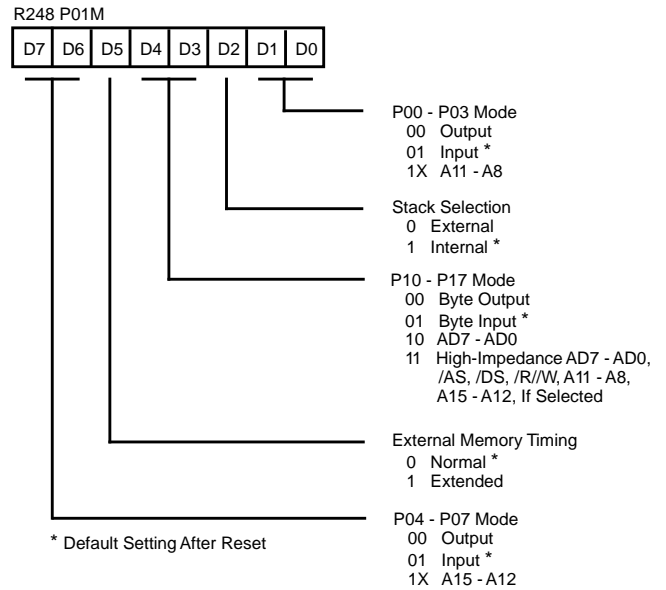 R248 P01M
D7 D6 D5 D4 D3 D2 D1 D0
P00 - P03 Mode
00 Output
01 Input *
1X A11 - A8
Stack Selection
0 External
1 Internal *
P10 - P17 Mode
00 Byte Output
01 Byte Input *
10 AD7 - AD0
11 High-Impedance AD7 - AD0,
/AS, /DS, /R//W, A11 - A8,
A15 - A12, If Selected
External Memory Timing
0 Normal *
1 Extended
P04 - P07 Mode
00 Output
01 Input *
1X A15 - A12
* Default Setting After Reset